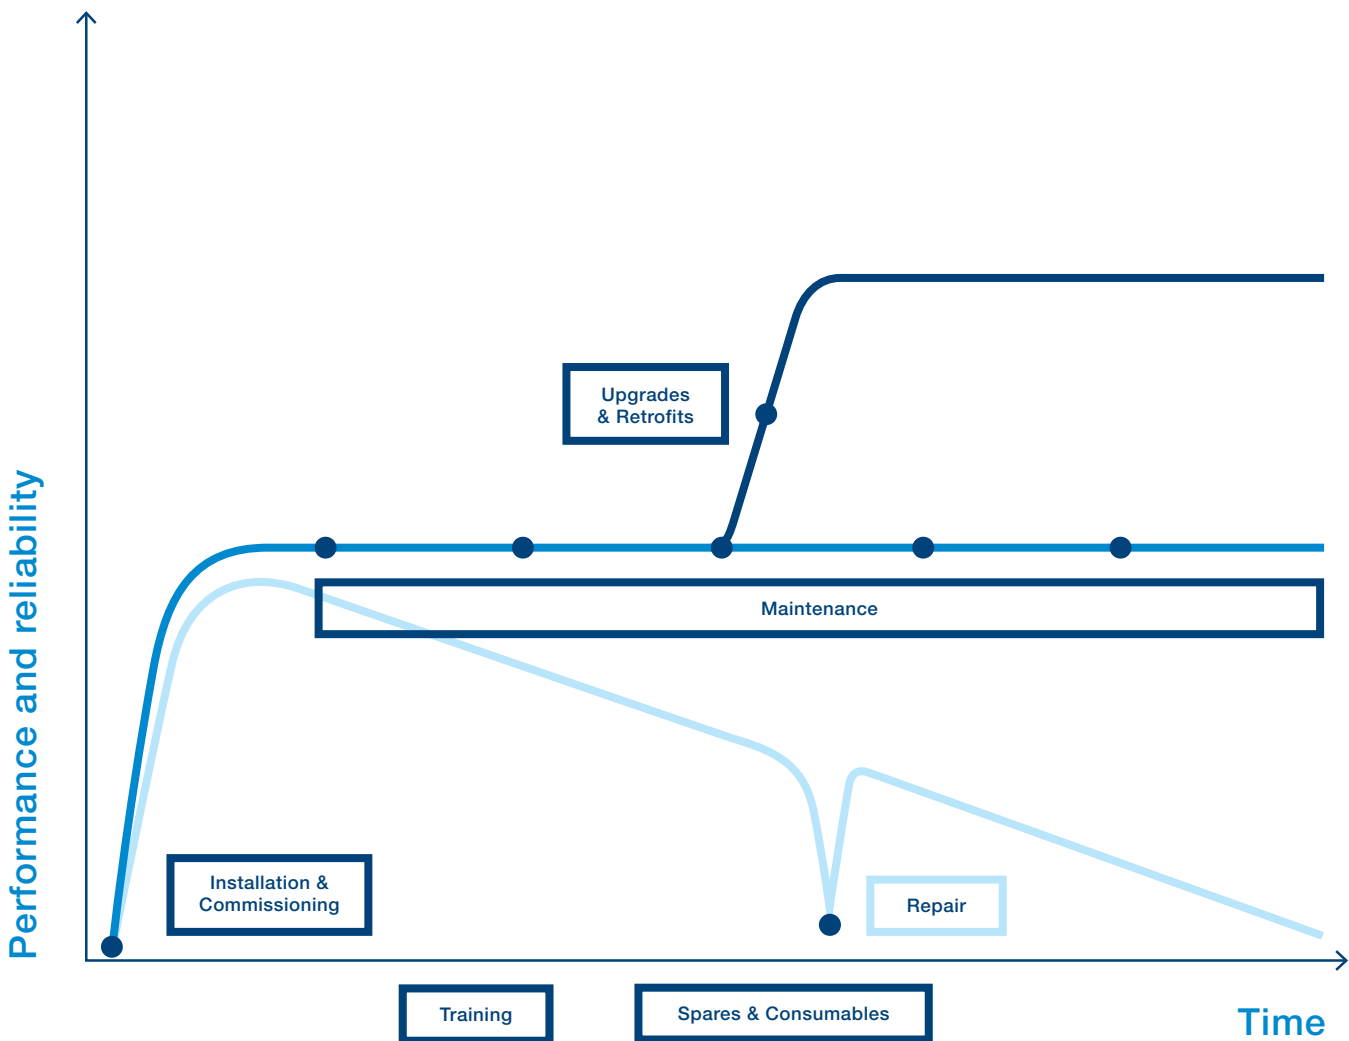 Performance and reliability
Upgrades
& Retrofits
Maintenance
Installation &
Commissioning
Repair
Training
Spares & Consumables
Time